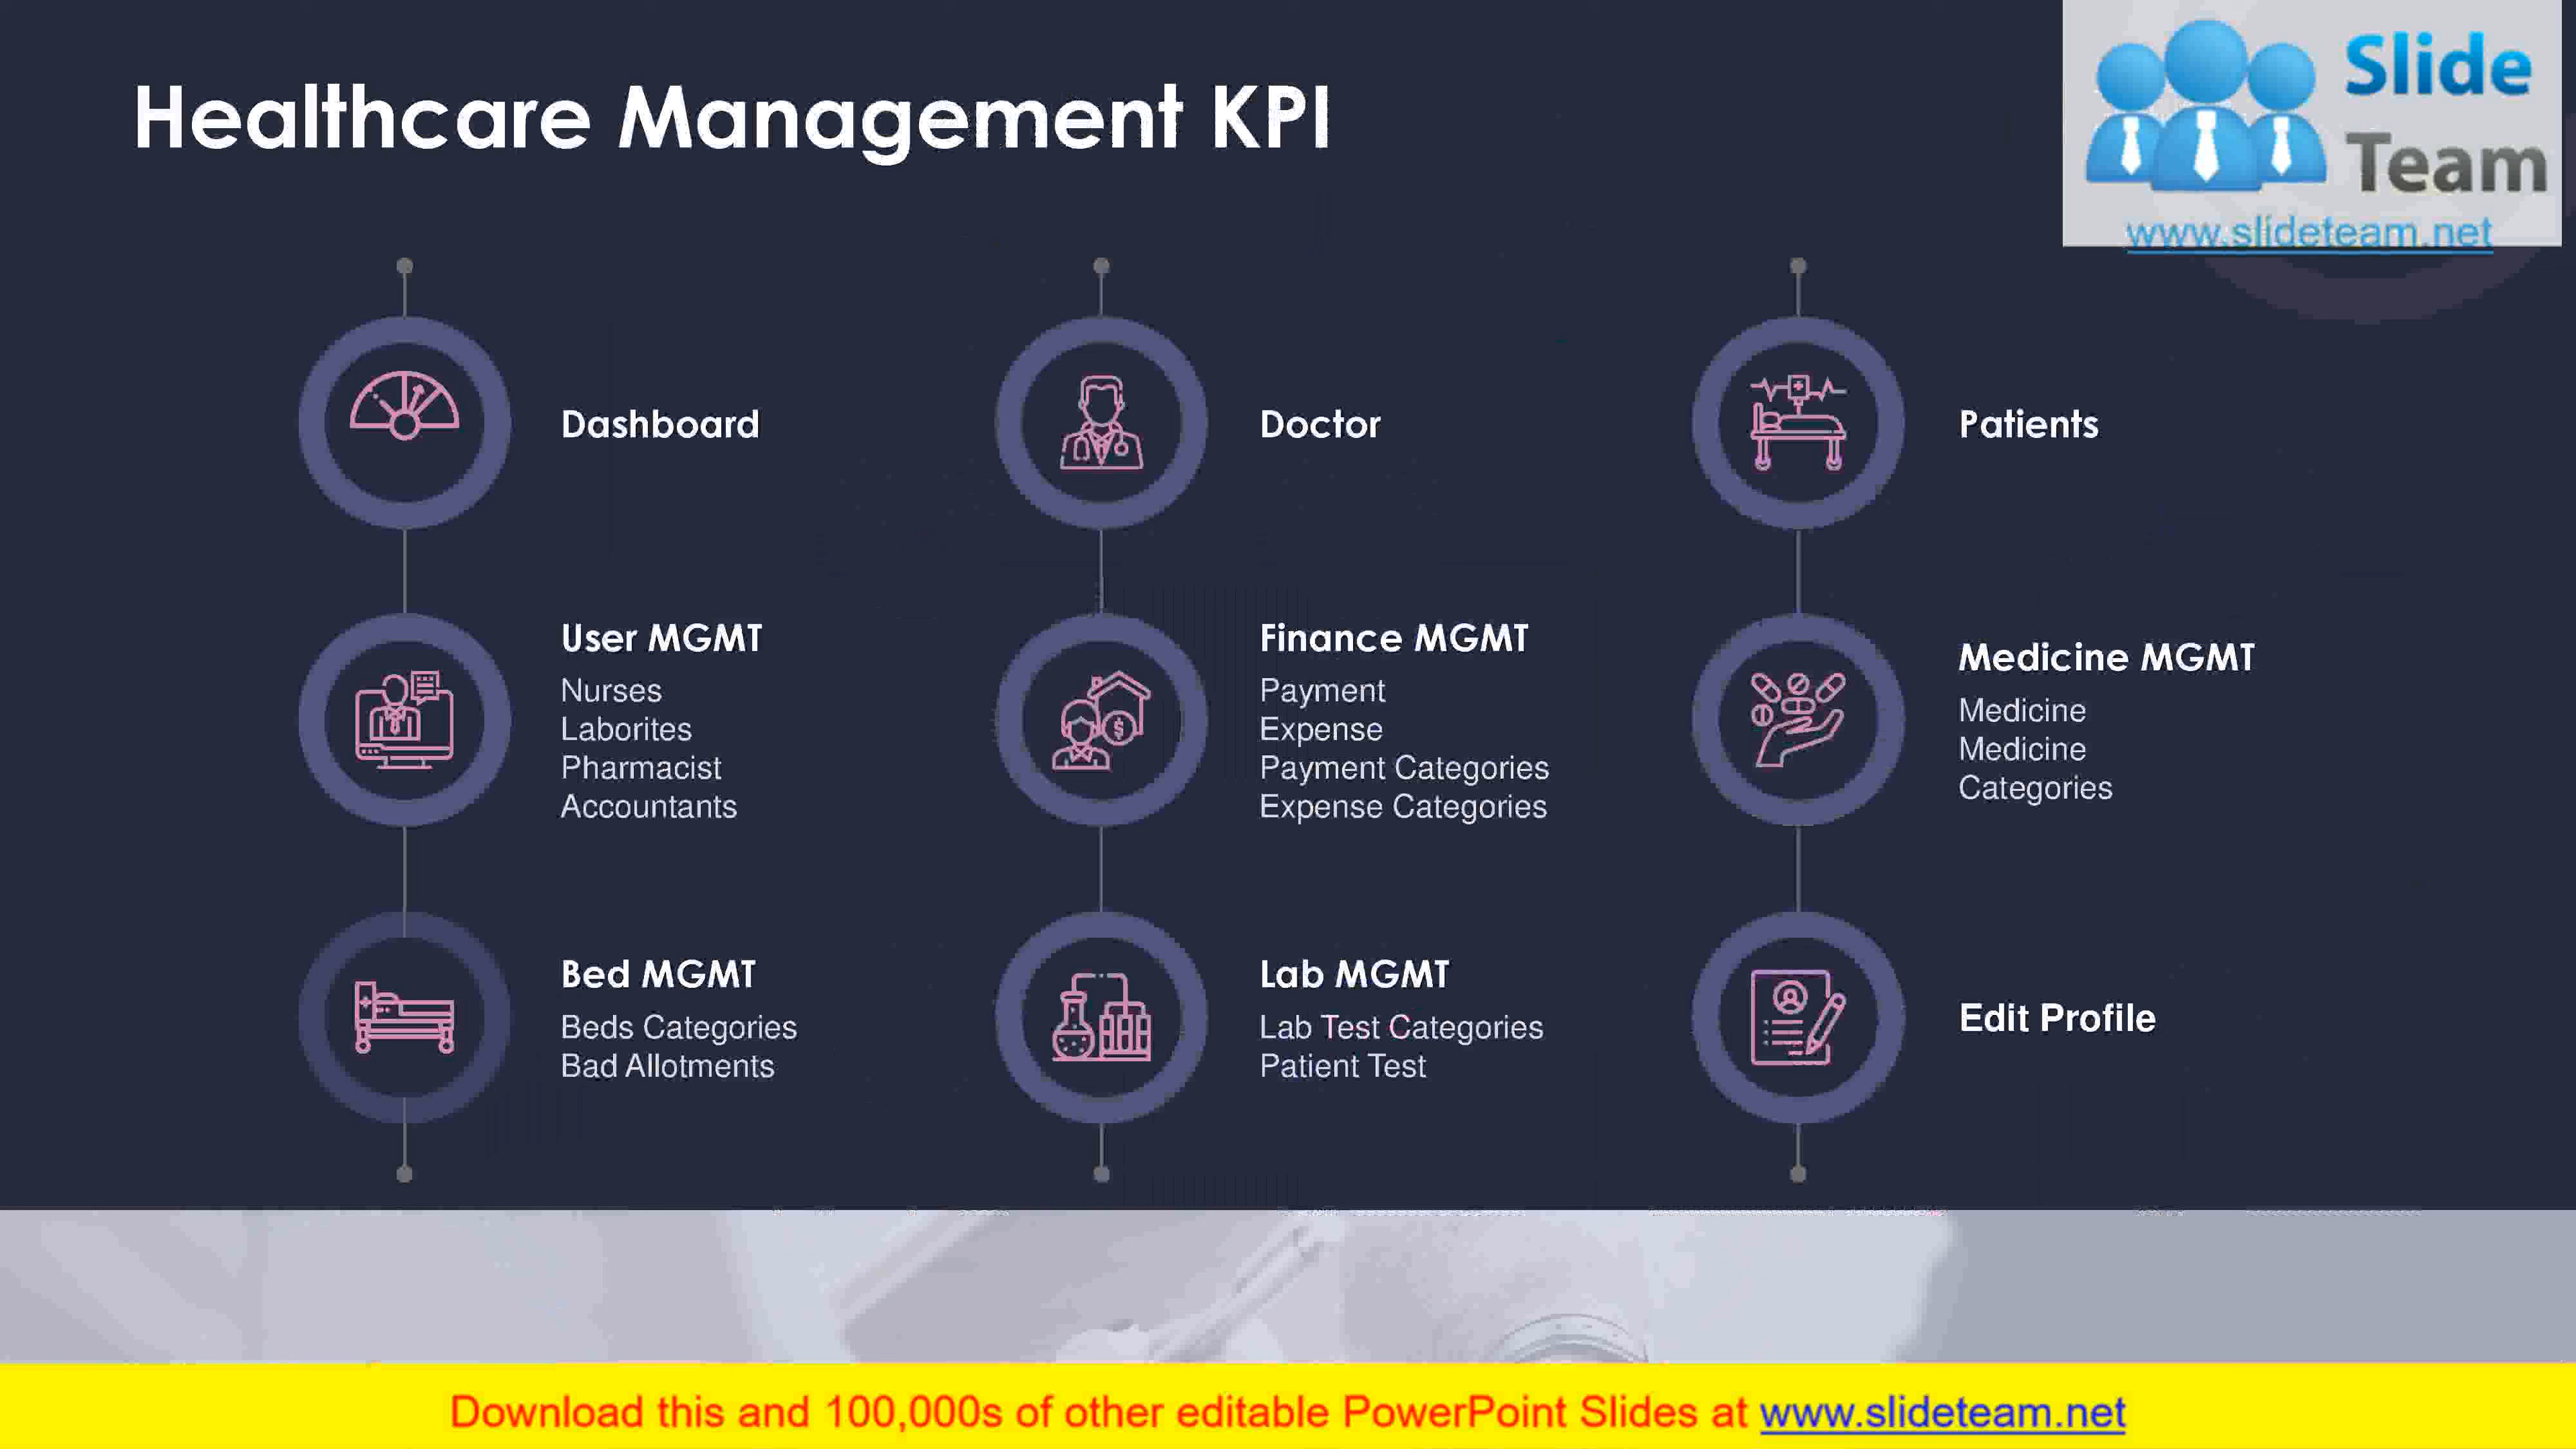 Healthcare Management KPI
Slide
Team
www.slideteam.net
Dashboard
Doctor
Patients
User MGMT
Nurses
Laborites
Pharmacist
Accountants
Finance MGMT
Payment
Expense
Payment Categories
Expense Categories
Medicine MGMT
Medicine
Medicine
Categories
Bed MGMT
Beds Categories
Bad Allotments
Lab MGMT
Lab Test Categories
Patient Test
Edit Profile
Download this and 100,000s of other editable PowerPoint Slides at www.slideteam.net